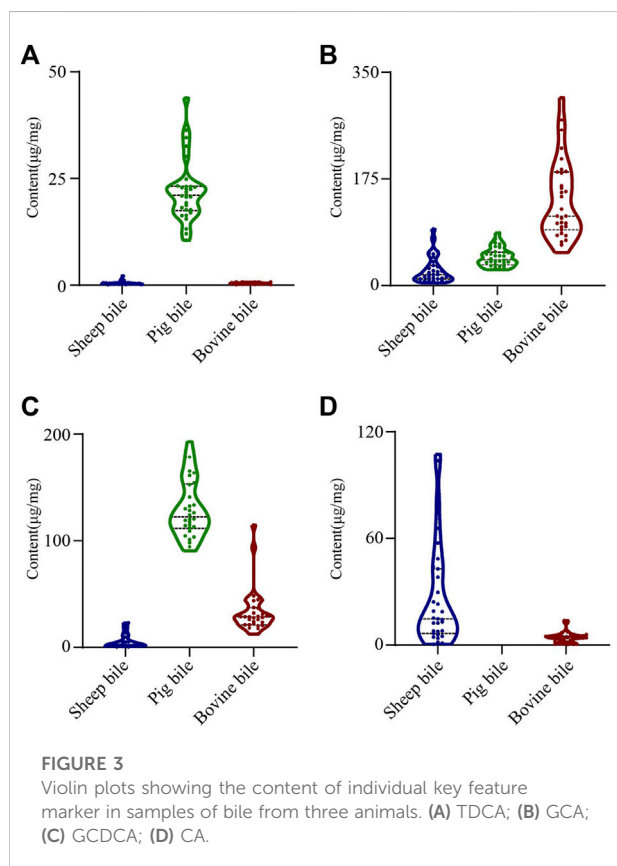 A
B
50
25
0
Content(µg/mg)
Sheep bile
Pig bile
Bovine bile
350
175
0
Content(µg/mg)
Sheep bile
Pig bile
Bovine bile
C
D
200
100
0
Content(µg/mg)
Sheep bile
Pig bile
Bovine bile
120
60
0
Content(µg/mg)
Sheep bile
Pig bile
Bovine bile
FIGURE 3
Violin plots showing the content of individual key feature
marker in samples of bile from three animals. (A) TDCA; (B) GCA;
(C) GCDCA; (D) CA.